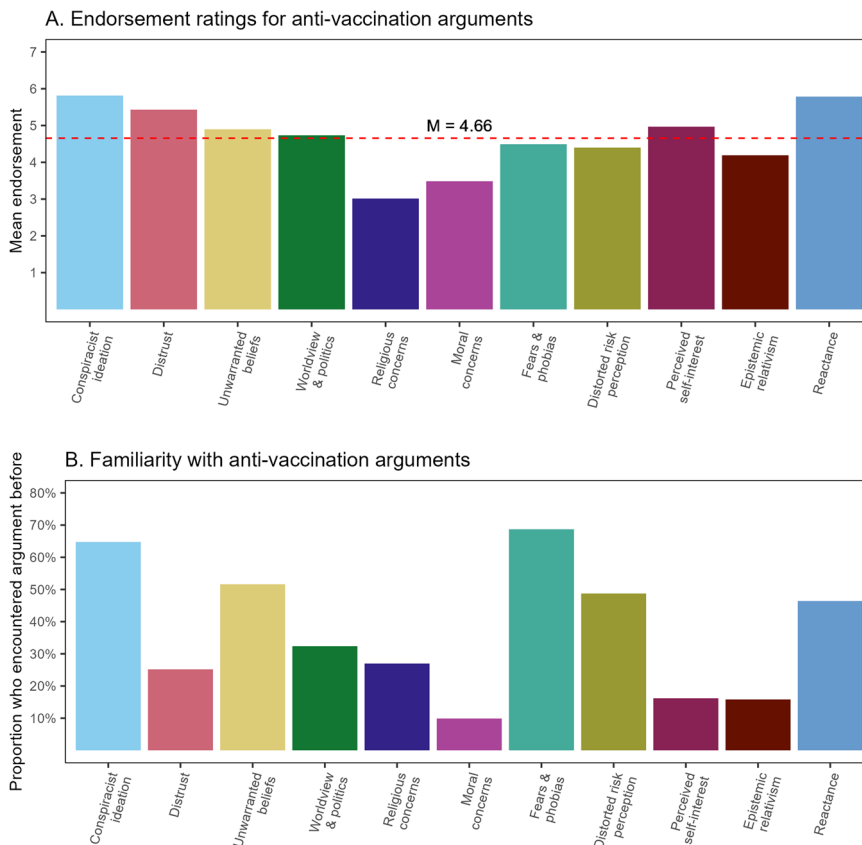 A. Endorsement ratings for anti-vaccination arguments
Mean endorsement
7
6
5
4
3
2
1
M = 4.66
Conspiracist
ideation
Distrust
Unwarranted
beliefs
Worldview
& politics
Religious
concerns
Moral
concerns
Fears &
phobias
Distorted risk
perception
Perceived
self-interest
Epistemic
relativism
Reactance
B. Familiarity with anti-vaccination arguments
Proportion who encountered argument before
80%
70%
60%
50%
40%
30%
20%
10%
Conspiracist
ideation
Distrust
Unwarranted
beliefs
Worldview
& politics
Religious
concerns
Moral
concerns
Fears &
phobias
Distorted risk
perception
Perceived
self-interest
Epistemic
relativism
Reactance